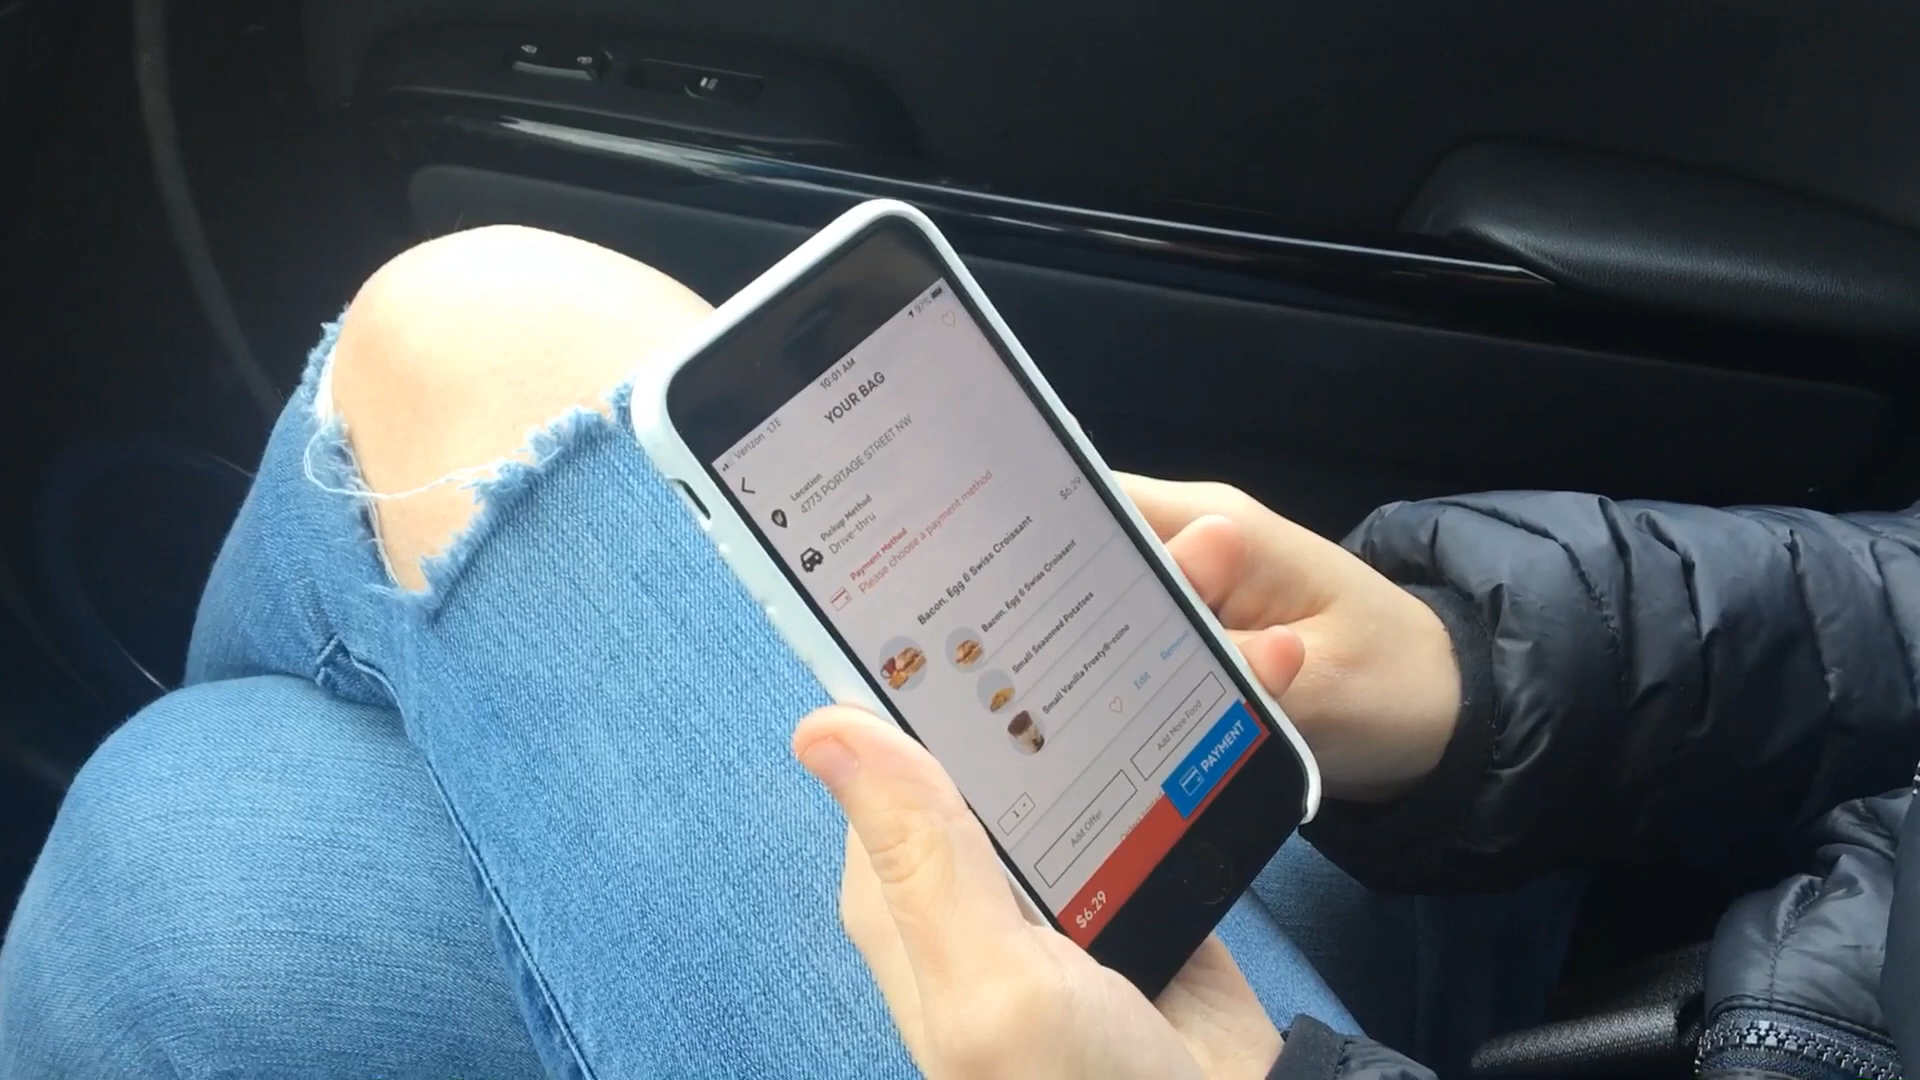 Verizon LTE
10:01 AM
97%
YOUR BAG
Location
4773 PORTAGE STREET NW
Pickup Method
Drive-thru
Payment Method
Please choose a payment method
Bacon, Egg & Swiss Croissant
$6.29
Bacon, Egg & Swiss Croissant
Small Seasoned Potatoes
Small Vanilla Frosty®-ccino
Edit
Remove
1
Add Offer
Add More Food
$6.29
PAYMENT